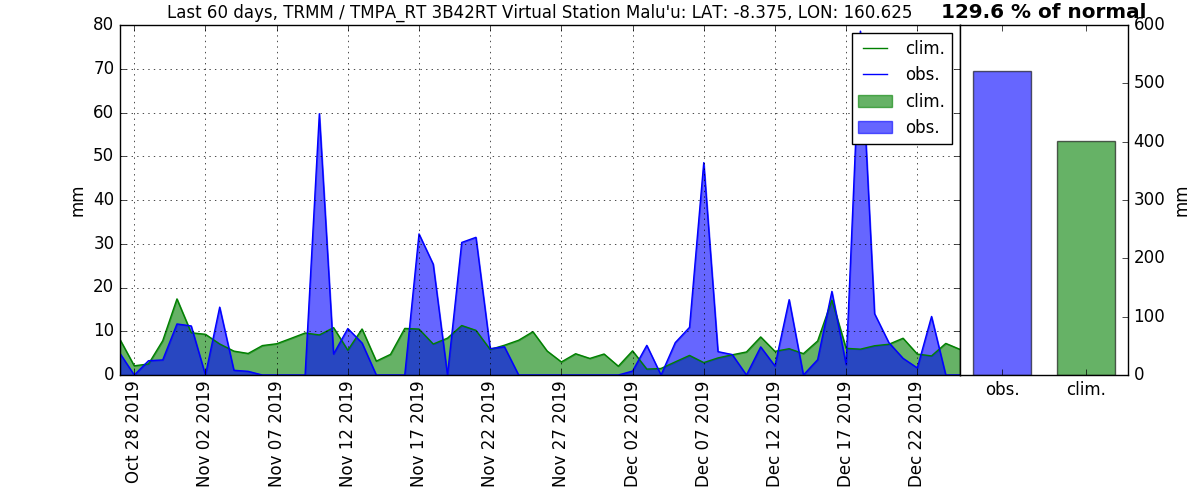 Last 60 days, TRMM / TMPA_RT 3B42RT Virtual Station Malu'u: LAT: -8.375, LON: 160.625
129.6 % of normal
80
70
60
50
40
30
20
10
0
mm
clim.
obs.
clim.
obs.
Oct 28 2019
Nov 02 2019
Nov 07 2019
Nov 12 2019
Nov 17 2019
Nov 22 2019
Nov 27 2019
Dec 02 2019
Dec 07 2019
Dec 12 2019
Dec 17 2019
Dec 22 2019
600
500
400
300
200
100
0
mm
obs.
clim.